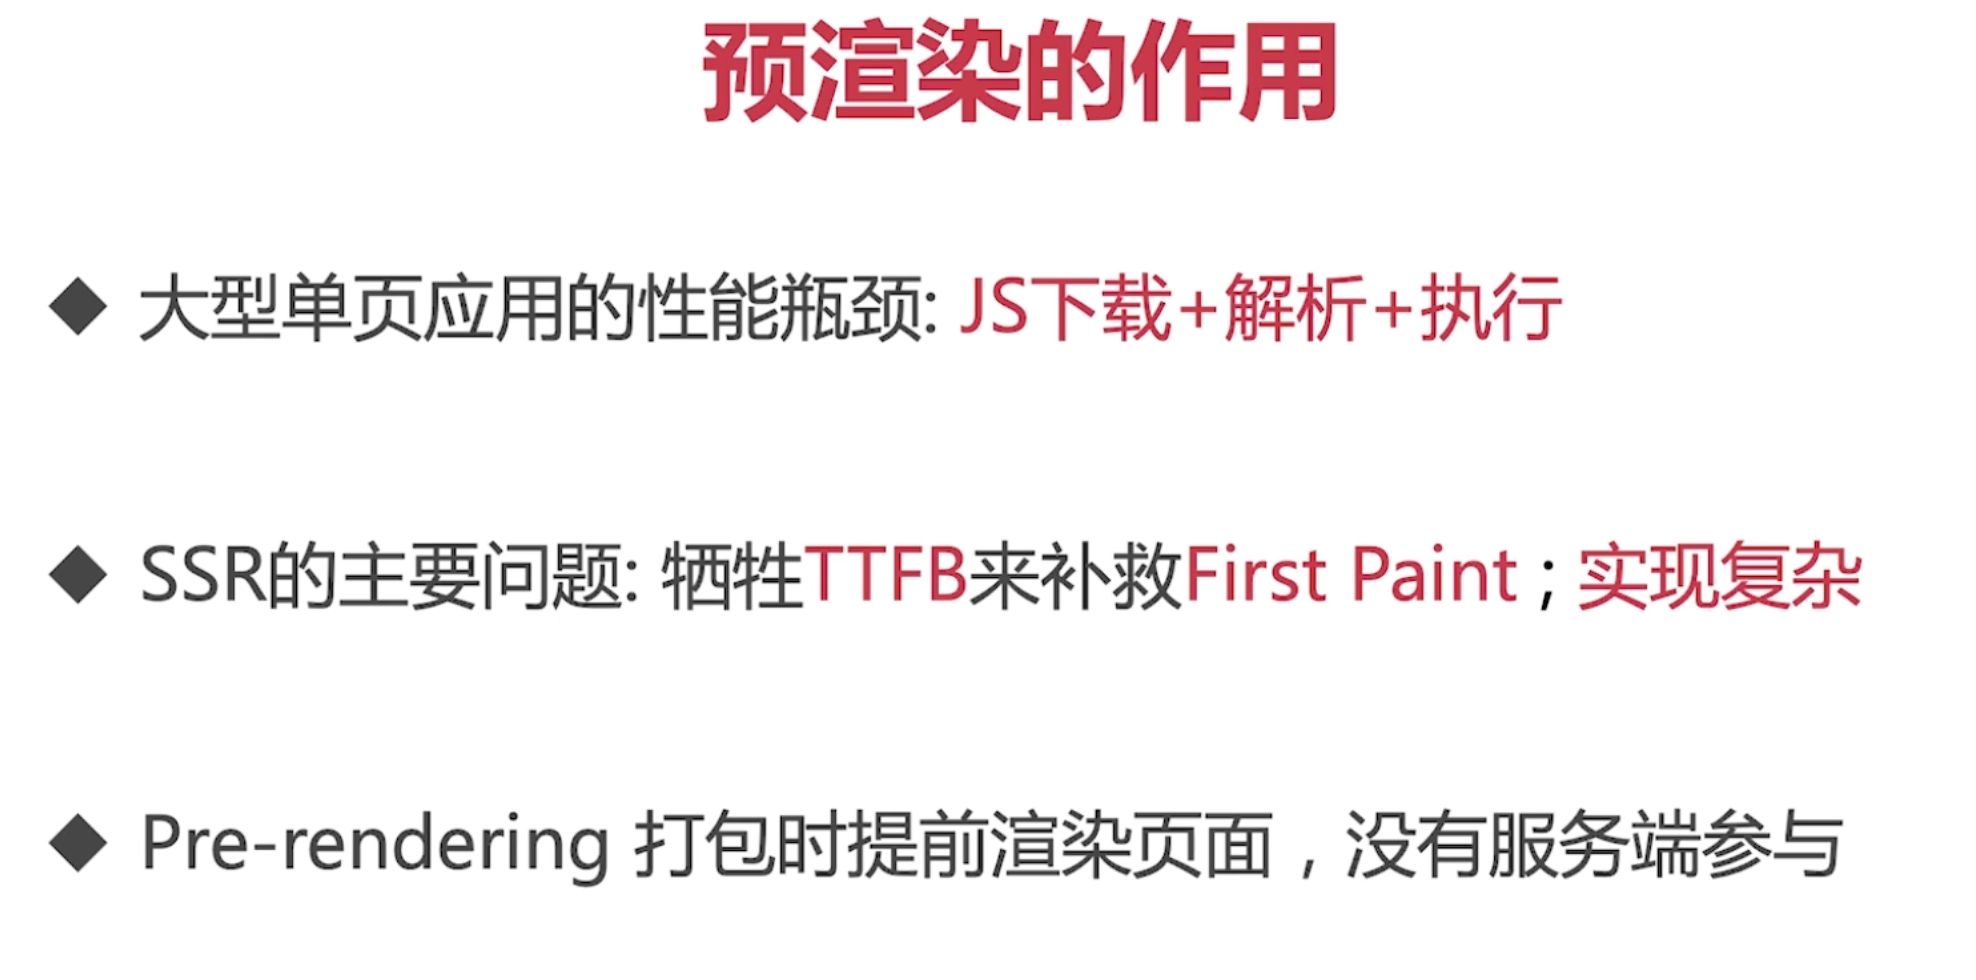 预渲染的作用
◆ 大型单页应用的性能瓶颈: JS下载+解析+执行
◆ SSR的主要问题: 牺牲TTFB来补救First Paint ; 实现复杂
◆ Pre-rendering 打包时提前渲染页面，没有服务端参与